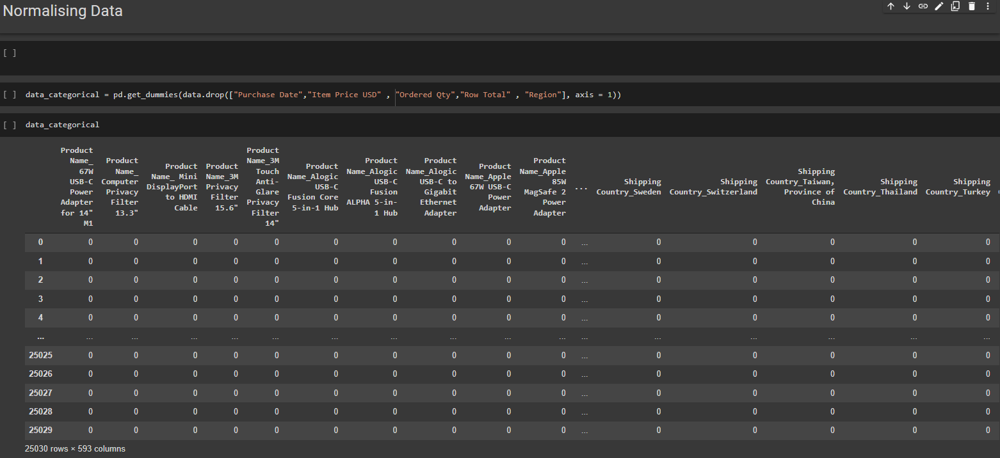 Normalising Data
[ ]
[ ] data_categorical = pd.get_dummies(data.drop(["Purchase Date","Item Price USD" , "Ordered Qty","Row Total" , "Region"], axis = 1))
[ ] data_categorical
Product Name_ 67W USB-C Power Adapter for 14" M1
Product Name_ Computer Privacy Filter 13.3"
Product Name_ Mini DisplayPort to HDMI Cable
Product Name_3M Privacy Filter 15.6"
Product Name_3M Touch Anti-Glare Privacy Filter 14"
Product Name_Alogic USB-C Fusion Core 5-in-1 Hub
Product Name_Alogic USB-C Fusion ALPHA 5-in-1 Hub
Product Name_Alogic USB-C to Gigabit Ethernet Adapter
Product Name_Apple 67W USB-C Power Adapter
Product Name_Apple 85W MagSafe 2 Power Adapter
...
Shipping Country_Sweden
Shipping Country_Switzerland
Shipping Country_Taiwan, Province of China
Shipping Country_Thailand
Shipping Country_Turkey
0 0 0 0 0 0 0 0 0 0 0 ... 0 0 0 0 0
1 0 0 0 0 0 0 0 0 0 0 ... 0 0 0 0 0
2 0 0 0 0 0 0 0 0 0 0 ... 0 0 0 0 0
3 0 0 0 0 0 0 0 0 0 0 ... 0 0 0 0 0
4 0 0 0 0 0 0 0 0 0 0 ... 0 0 0 0 0
... ... ... ... ... ... ... ... ... ... ... ... ... ... ... ... ...
25025 0 0 0 0 0 0 0 0 0 0 ... 0 0 0 0 0
25026 0 0 0 0 0 0 0 0 0 0 ... 0 0 0 0 0
25027 0 0 0 0 0 0 0 0 0 0 ... 0 0 0 0 0
25028 0 0 0 0 0 0 0 0 0 0 ... 0 0 0 0 0
25029 0 0 0 0 0 0 0 0 0 0 ... 0 0 0 0 0
25030 rows × 593 columns